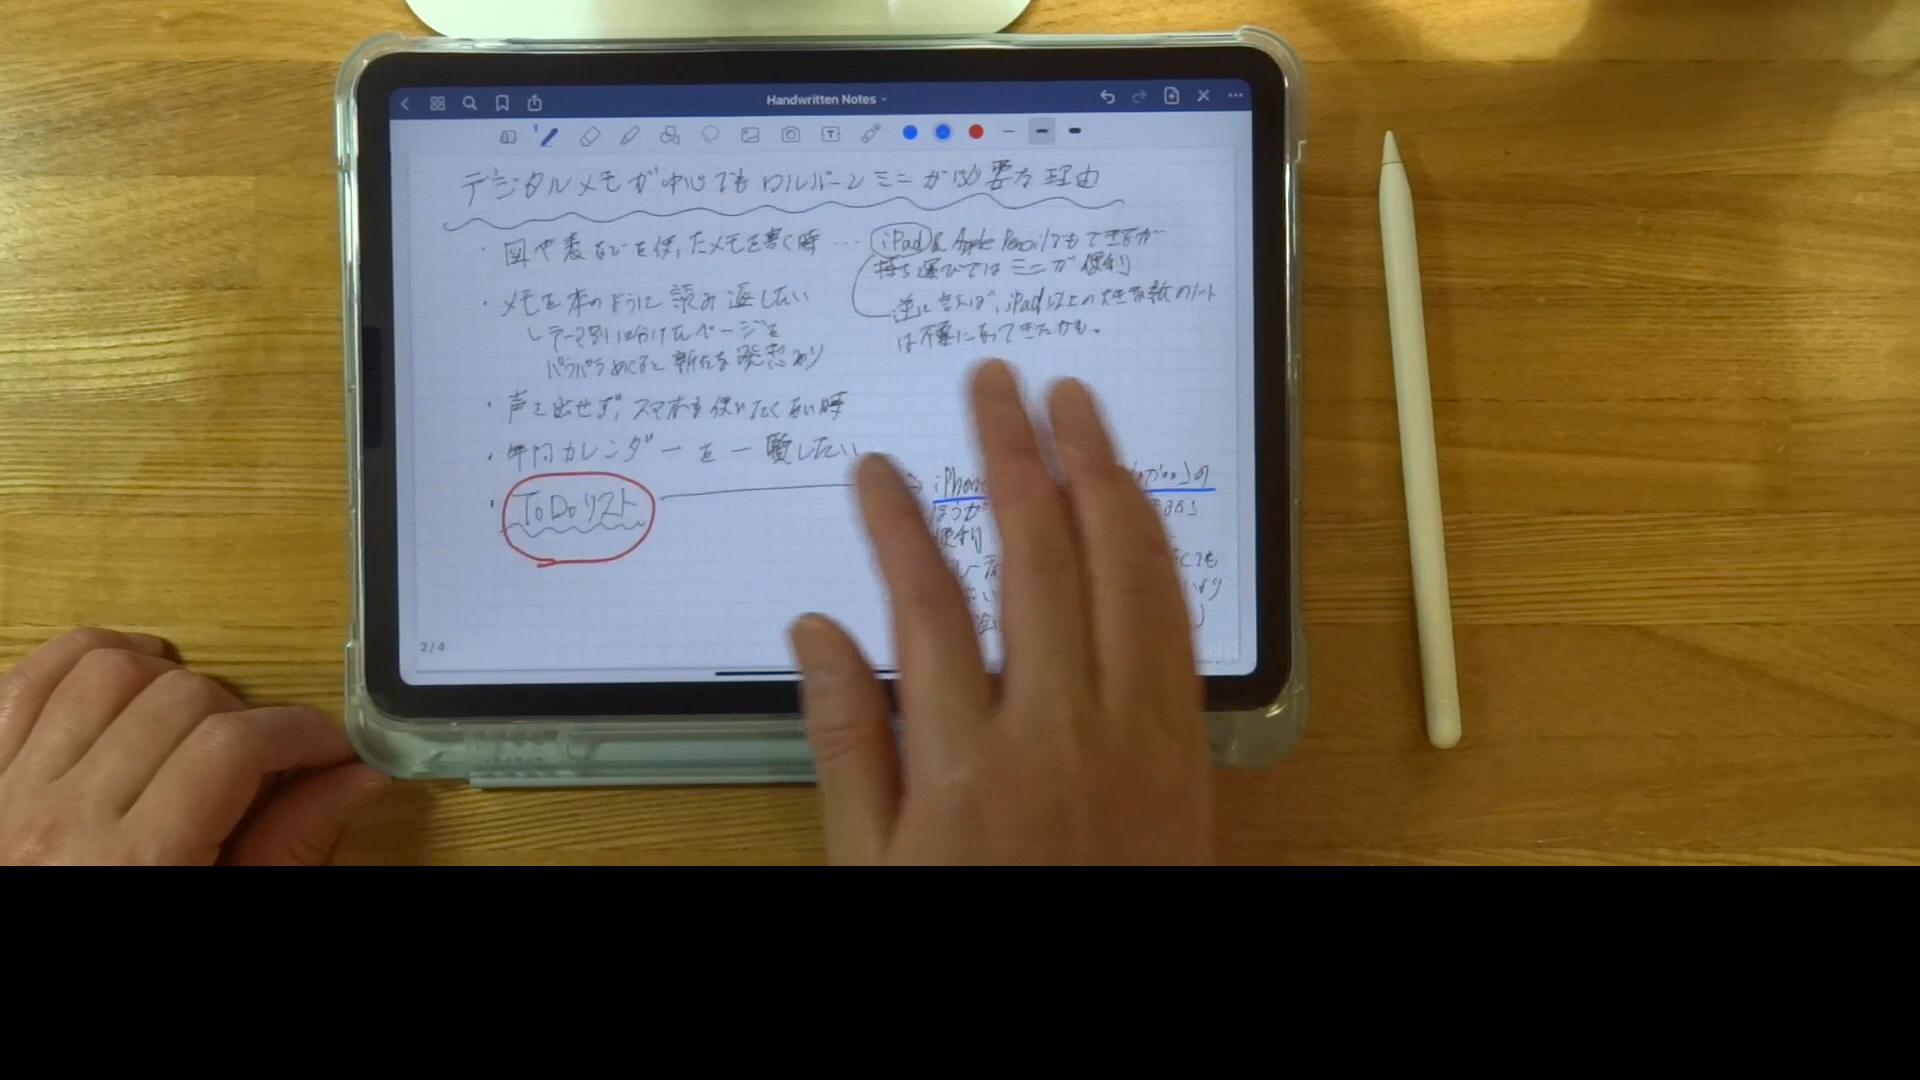 Handwritten Notes
デジタルメモが中心でもロルバーンミニが必要な理由
・図や表などを使ったメモを書く時 … iPad & Apple Pencilでもできるが
持ち運びではミニが便利
逆に言えば、iPad以上の大きな紙のノート
は不要になってきたかも。
・メモを本のように読み返したい
テーマ別に分けたページを
パラパラめくると新たな発想あり
・声を出せず、スマホも使いたくない時
・年間カレンダーを一覧したい
・ToDoリスト
iPhone の
ほうが
便利
2/4